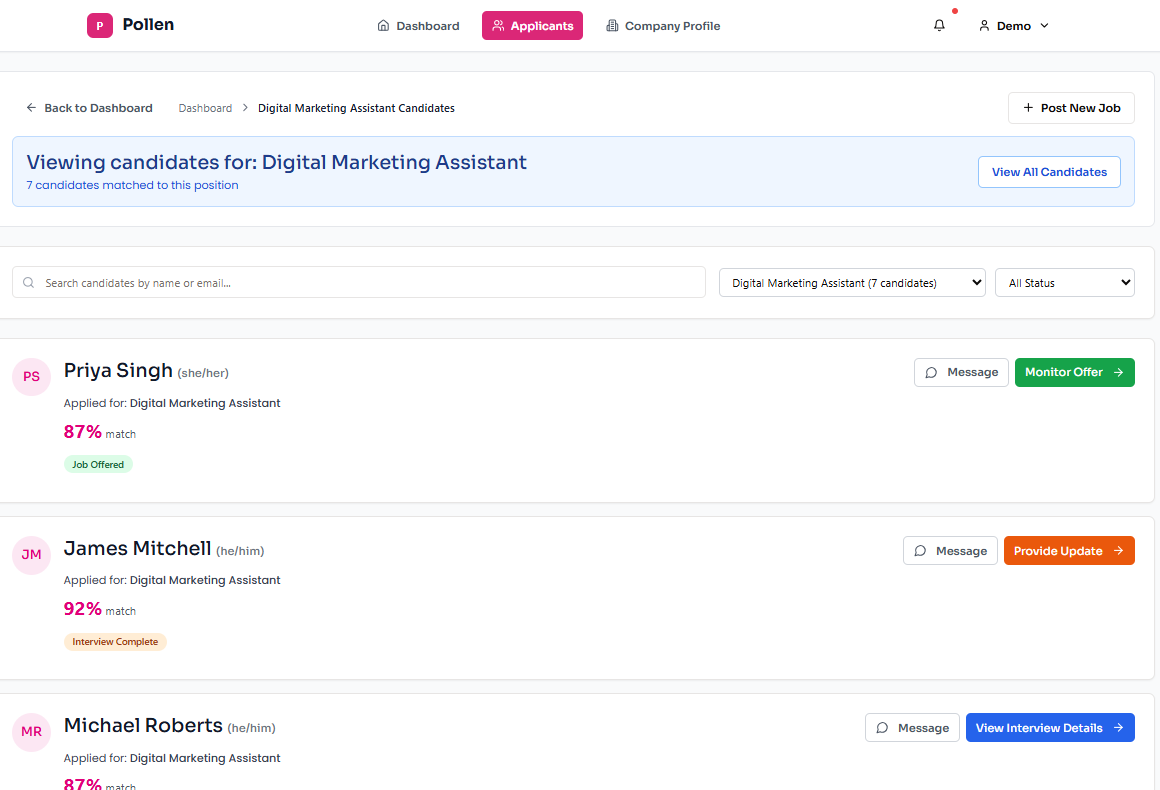 P Pollen Dashboard Applicants Company Profile Demo
Back to Dashboard Dashboard > Digital Marketing Assistant Candidates + Post New Job
Viewing candidates for: Digital Marketing Assistant
7 candidates matched to this position
View All Candidates
Search candidates by name or email...
Digital Marketing Assistant (7 candidates)
All Status
PS
Priya Singh (she/her)
Message
Monitor Offer
Applied for: Digital Marketing Assistant
87% match
Job Offered
JM
James Mitchell (he/him)
Message
Provide Update
Applied for: Digital Marketing Assistant
92% match
Interview Complete
MR
Michael Roberts (he/him)
Message
View Interview Details
Applied for: Digital Marketing Assistant
87% match